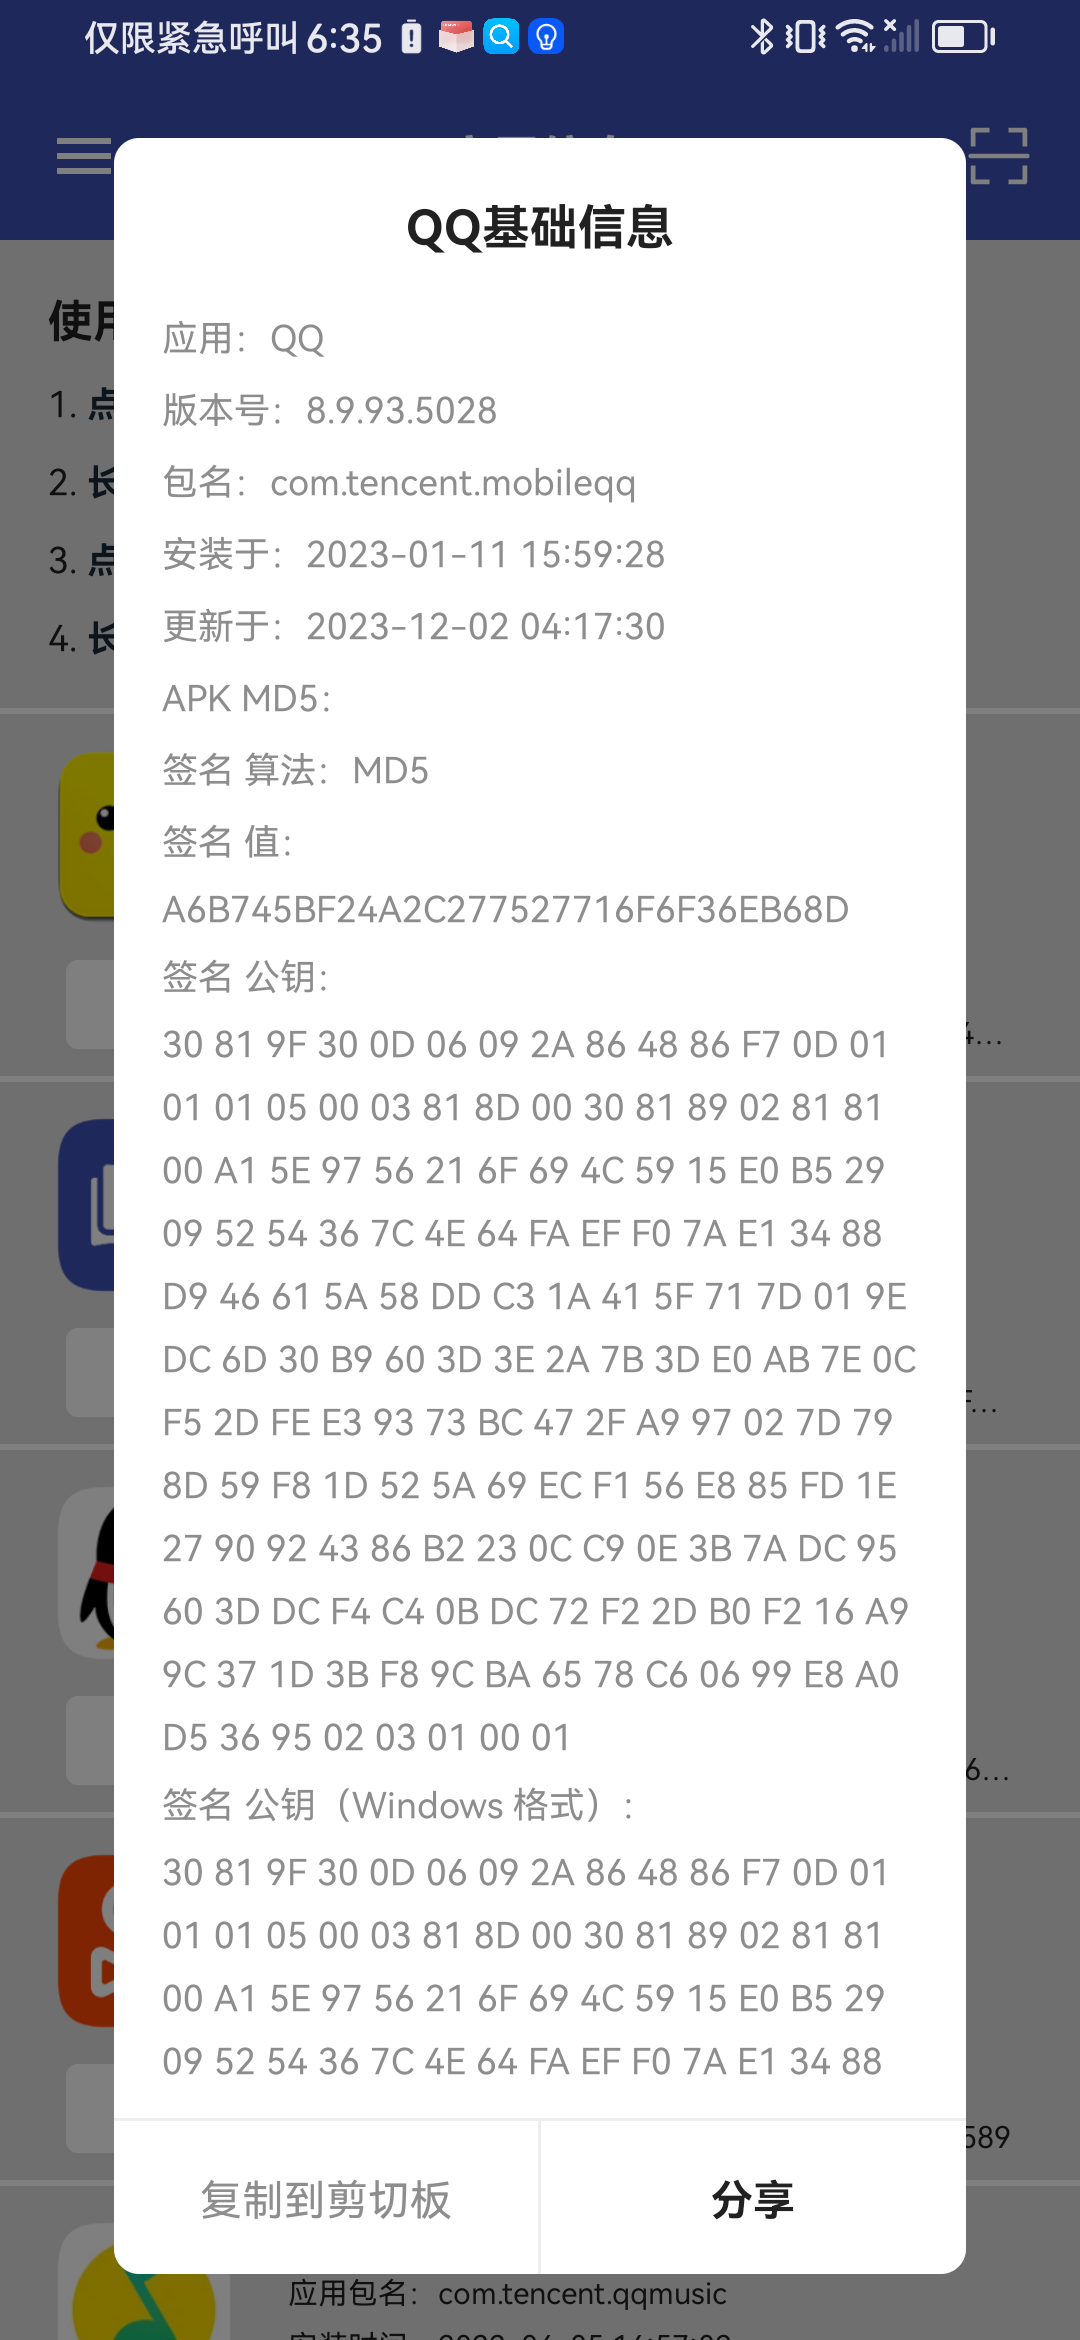 仅限紧急呼叫 6:35
QQ基础信息
使用
1. 点
2. 长
3. 点
4. 长
应用：QQ
版本号：8.9.93.5028
包名：com.tencent.mobileqq
安装于：2023-01-11 15:59:28
更新于：2023-12-02 04:17:30
APK MD5：
签名 算法：MD5
签名 值：
A6B745BF24A2C277527716F6F36EB68D
签名 公钥：
30 81 9F 30 0D 06 09 2A 86 48 86 F7 0D 01
01 01 05 00 03 81 8D 00 30 81 89 02 81 81
00 A1 5E 97 56 21 6F 69 4C 59 15 E0 B5 29
09 52 54 36 7C 4E 64 FA EF F0 7A E1 34 88
D9 46 61 5A 58 DD C3 1A 41 5F 71 7D 01 9E
DC 6D 30 B9 60 3D 3E 2A 7B 3D E0 AB 7E 0C
F5 2D FE E3 93 73 BC 47 2F A9 97 02 7D 79
8D 59 F8 1D 52 5A 69 EC F1 56 E8 85 FD 1E
27 90 92 43 86 B2 23 0C C9 0E 3B 7A DC 95
60 3D DC F4 C4 0B DC 72 F2 2D B0 F2 16 A9
9C 37 1D 3B F8 9C BA 65 78 C6 06 99 E8 A0
D5 36 95 02 03 01 00 01
签名 公钥（Windows 格式）：
30 81 9F 30 0D 06 09 2A 86 48 86 F7 0D 01
01 01 05 00 03 81 8D 00 30 81 89 02 81 81
00 A1 5E 97 56 21 6F 69 4C 59 15 E0 B5 29
09 52 54 36 7C 4E 64 FA EF F0 7A E1 34 88
4...
F...
6...
589
复制到剪切板
分享
应用包名：com.tencent.qqmusic